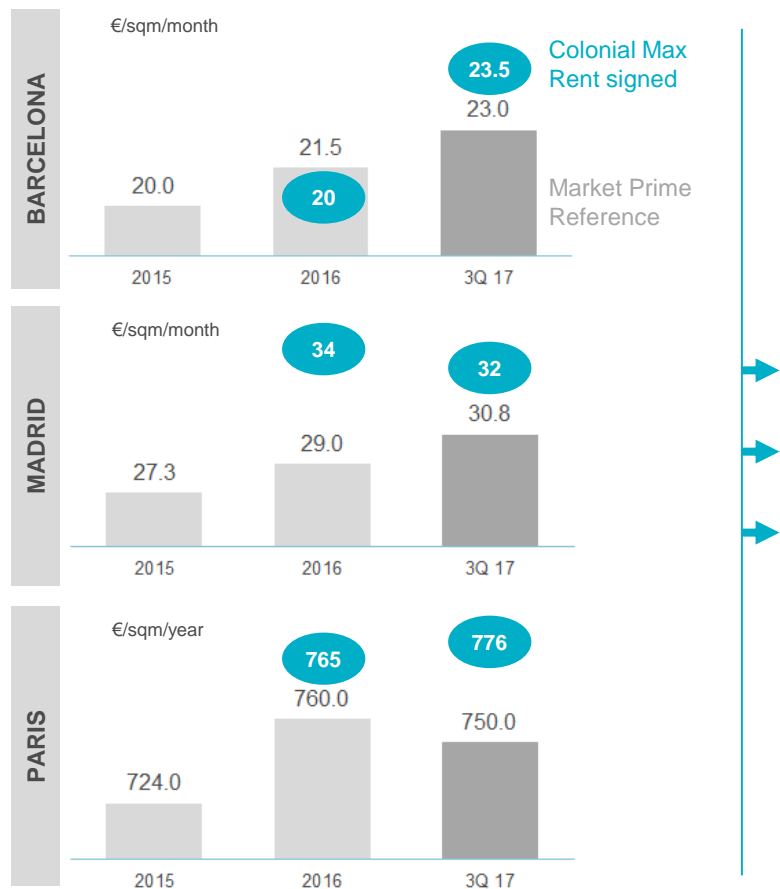 BARCELONA
€/sqm/month
23.5
Colonial Max
Rent signed
23.0
21.5
20.0
20
Market Prime
Reference
2015
2016
3Q 17
MADRID
€/sqm/month
34
32
30.8
29.0
27.3
2015
2016
3Q 17
PARIS
€/sqm/year
765
776
760.0
750.0
724.0
2015
2016
3Q 17